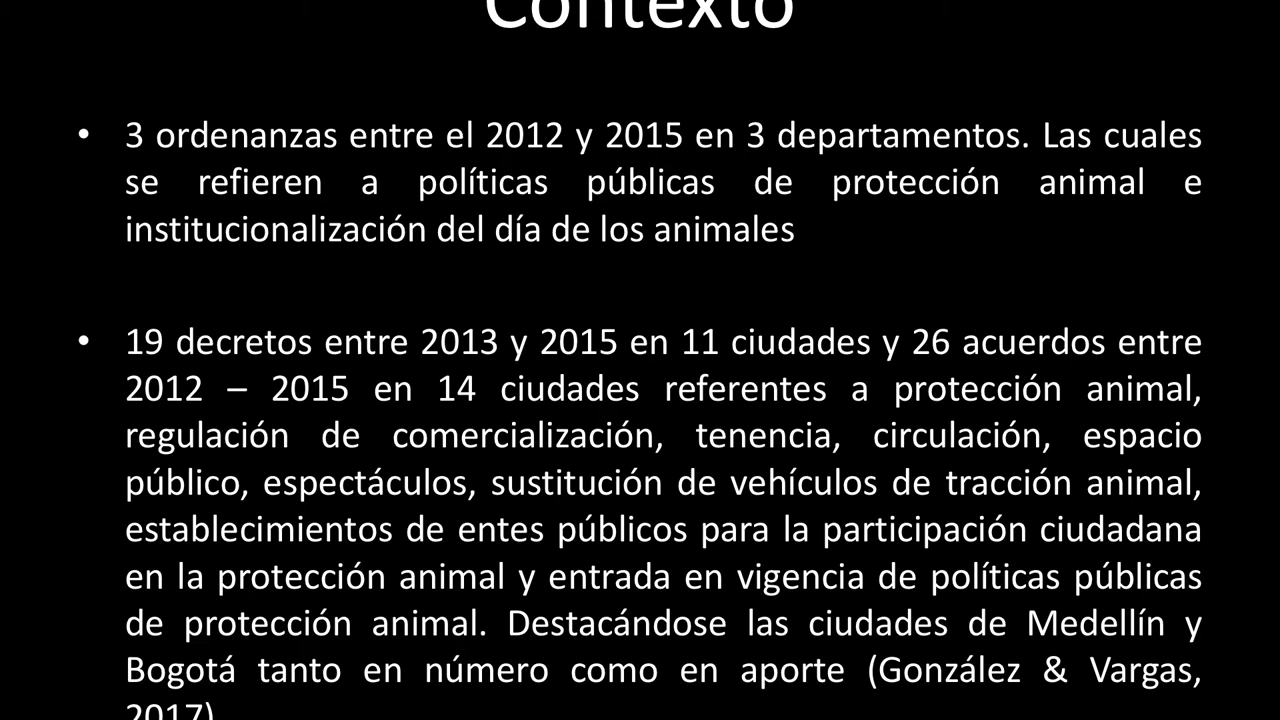 Contexto
• 3 ordenanzas entre el 2012 y 2015 en 3 departamentos. Las cuales
se refieren a políticas públicas de protección animal e
institucionalización del día de los animales
• 19 decretos entre 2013 y 2015 en 11 ciudades y 26 acuerdos entre
2012 – 2015 en 14 ciudades referentes a protección animal,
regulación de comercialización, tenencia, circulación, espacio
público, espectáculos, sustitución de vehículos de tracción animal,
establecimientos de entes públicos para la participación ciudadana
en la protección animal y entrada en vigencia de políticas públicas
de protección animal. Destacándose las ciudades de Medellín y
Bogotá tanto en número como en aporte (González & Vargas,
2017)